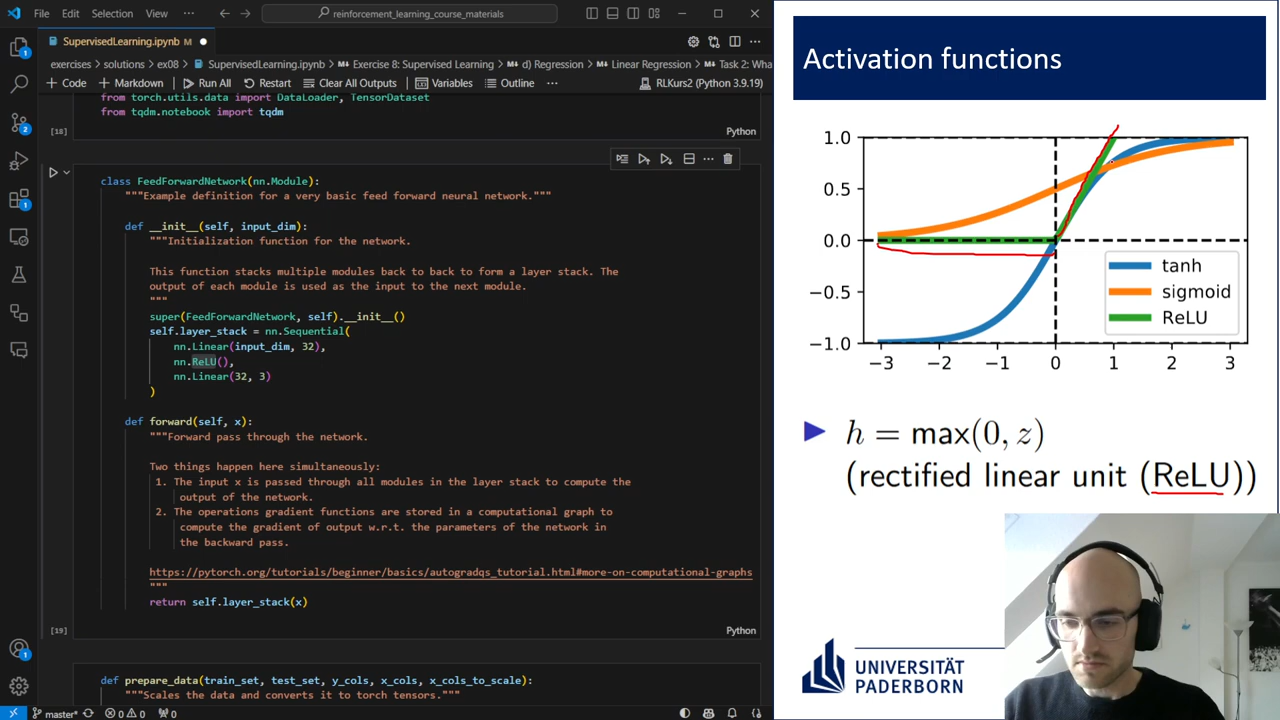 File Edit Selection View ··· reinforcement_learning_course_materials
SupervisedLearning.ipynb M
exercises > solutions > ex08 > SupervisedLearning.ipynb > Exercise 8: Supervised Learning > d) Regression > Linear Regression > Task 2: Wha
+ Code + Markdown Run All Restart Clear All Outputs Variables Outline ··· RLKurs2 (Python 3.9.19)
from torch.utils.data import DataLoader, TensorDataset
from tqdm.notebook import tqdm
[18] Python
class FeedForwardNetwork(nn.Module):
"""Example definition for a very basic feed forward neural network."""
def __init__(self, input_dim):
"""Initialization function for the network.
This function stacks multiple modules back to back to form a layer stack. The
output of each module is used as the input to the next module.
"""
super(FeedForwardNetwork, self).__init__()
self.layer_stack = nn.Sequential(
nn.Linear(input_dim, 32),
nn.ReLU(),
nn.Linear(32, 3)
)
def forward(self, x):
"""Forward pass through the network.
Two things happen here simultaneously:
1. The input x is passed through all modules in the layer stack to compute the
output of the network.
2. The operations gradient functions are stored in a computational graph to
compute the gradient of output w.r.t. the parameters of the network in
the backward pass.
https://pytorch.org/tutorials/beginner/basics/autogradqs_tutorial.html#more-on-computational-graphs
"""
return self.layer_stack(x)
[19] Python
def prepare_data(train_set, test_set, y_cols, x_cols, x_cols_to_scale):
"""Scales the data and converts it to torch tensors."""
master* 0 0 0
1
2
1
1
1
Activation functions
1.0
0.5
0.0
−0.5
−1.0
tanh
sigmoid
ReLU
−3 −2 −1 0 1 2 3
h = max(0, z)
(rectified linear unit (ReLU))
UNIVERSITÄT
PADERBORN